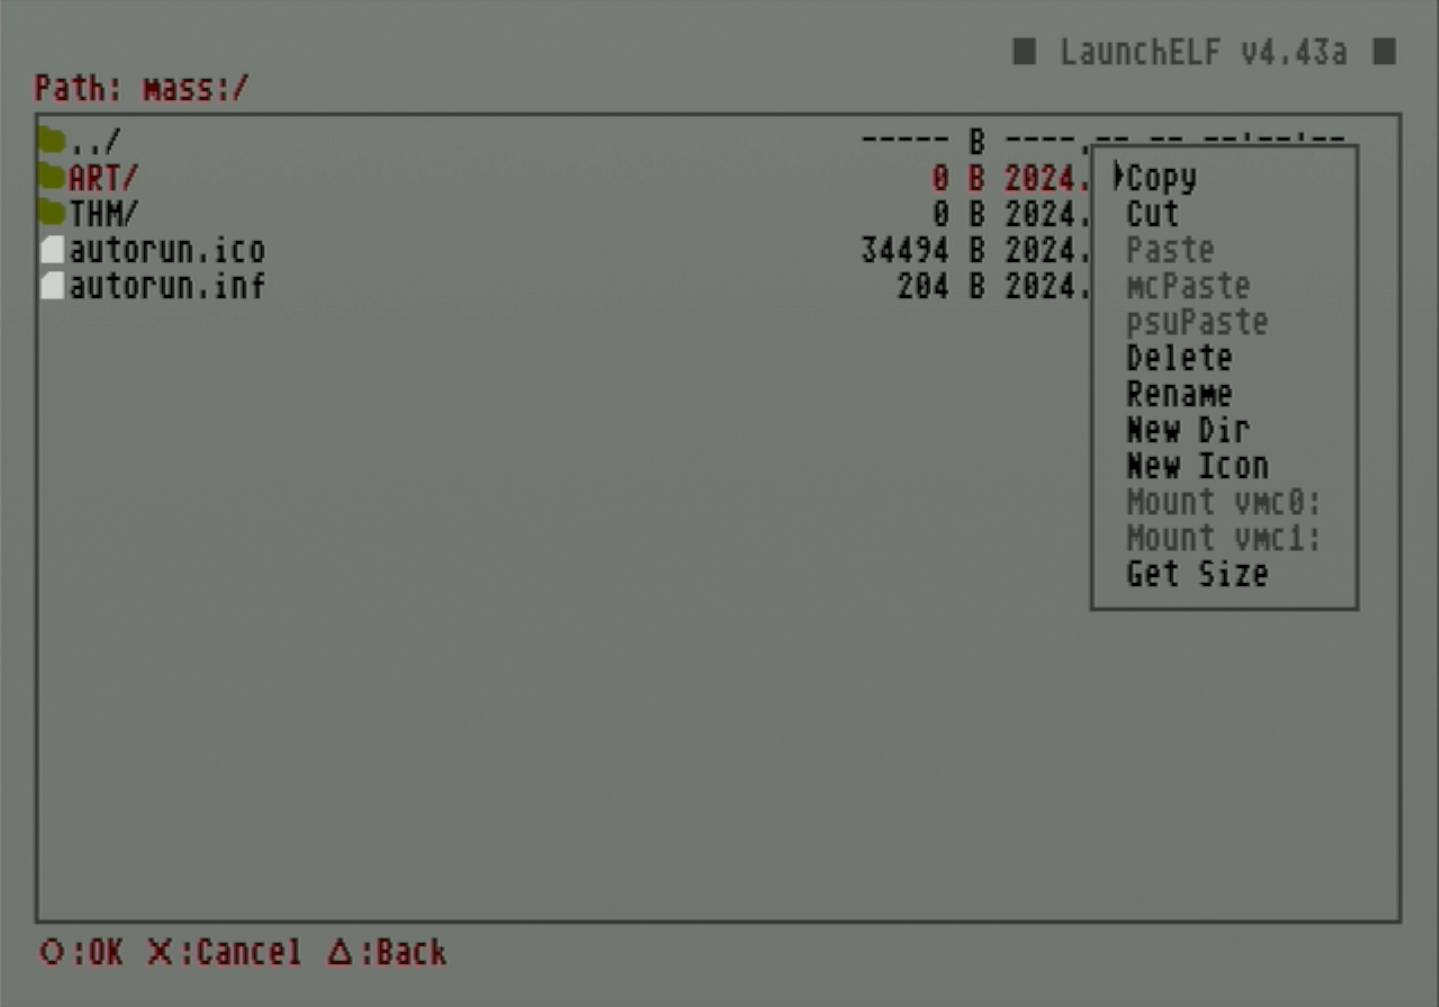 ■ LaunchELF v4.43a ■
Path: mass:/
../ ----- B ----.-- -- --:--:--
ART/ 0 B 2024.
THM/ 0 B 2024.
autorun.ico 34494 B 2024.
autorun.inf 204 B 2024.
Copy
Cut
Paste
mcPaste
psuPaste
Delete
Rename
New Dir
New Icon
Mount vmc0:
Mount vmc1:
Get Size
O:OK X:Cancel △:Back